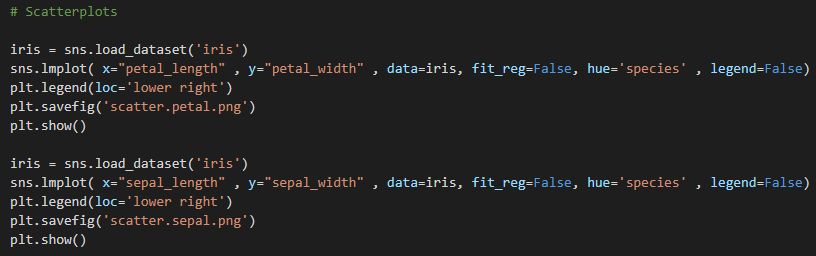 # Scatterplots
iris = sns.load_dataset('iris')
sns.lmplot( x="petal_length" , y="petal_width" , data=iris, fit_reg=False, hue='species' , legend=False)
plt.legend(loc='lower right')
plt.savefig('scatter.petal.png')
plt.show()
iris = sns.load_dataset('iris')
sns.lmplot( x="sepal_length" , y="sepal_width" , data=iris, fit_reg=False, hue='species' , legend=False)
plt.legend(loc='lower right')
plt.savefig('scatter.sepal.png')
plt.show()